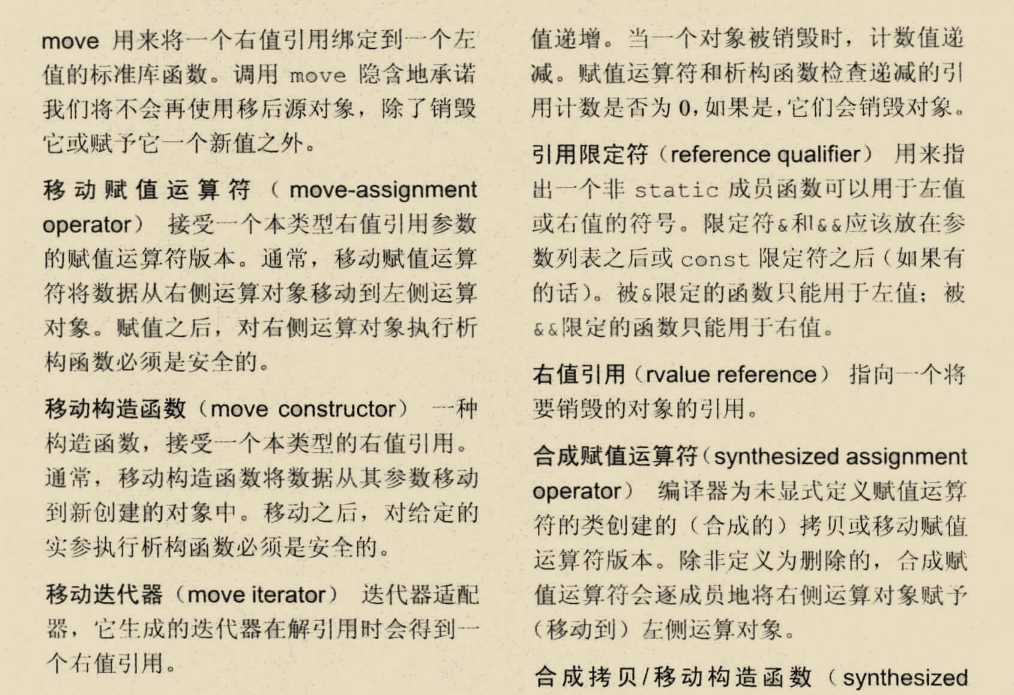 move 用来将一个右值引用绑定到一个左
值的标准库函数。调用 move 隐含地承诺
我们将不会再使用移后源对象，除了销毁
它或赋予它一个新值之外。
移动赋值运算符（move-assignment
operator） 接受一个本类型右值引用参数
的赋值运算符版本。通常，移动赋值运算
符将数据从右侧运算对象移动到左侧运算
对象。赋值之后，对右侧运算对象执行析
构函数必须是安全的。
移动构造函数（move constructor） 一种
构造函数，接受一个本类型的右值引用。
通常，移动构造函数将数据从其参数移动
到新创建的对象中。移动之后，对给定的
实参执行析构函数必须是安全的。
移动迭代器（move iterator） 迭代器适配
器，它生成的迭代器在解引用时会得到一
个右值引用。
值递增。当一个对象被销毁时，计数值递
减。赋值运算符和析构函数检查递减的引
用计数是否为 0，如果是，它们会销毁对象。
引用限定符（reference qualifier） 用来指
出一个非 static 成员函数可以用于左值
或右值的符号。限定符&和&&应该放在参
数列表之后或 const 限定符之后（如果有
的话）。被&限定的函数只能用于左值；被
&&限定的函数只能用于右值。
右值引用（rvalue reference） 指向一个将
要销毁的对象的引用。
合成赋值运算符（synthesized assignment
operator） 编译器为未显式定义赋值运算
符的类创建的（合成的）拷贝或移动赋值
运算符版本。除非定义为删除的，合成赋
值运算符会逐成员地将右侧运算对象赋予
（移动到）左侧运算对象。
合成拷贝/移动构造函数（synthesized